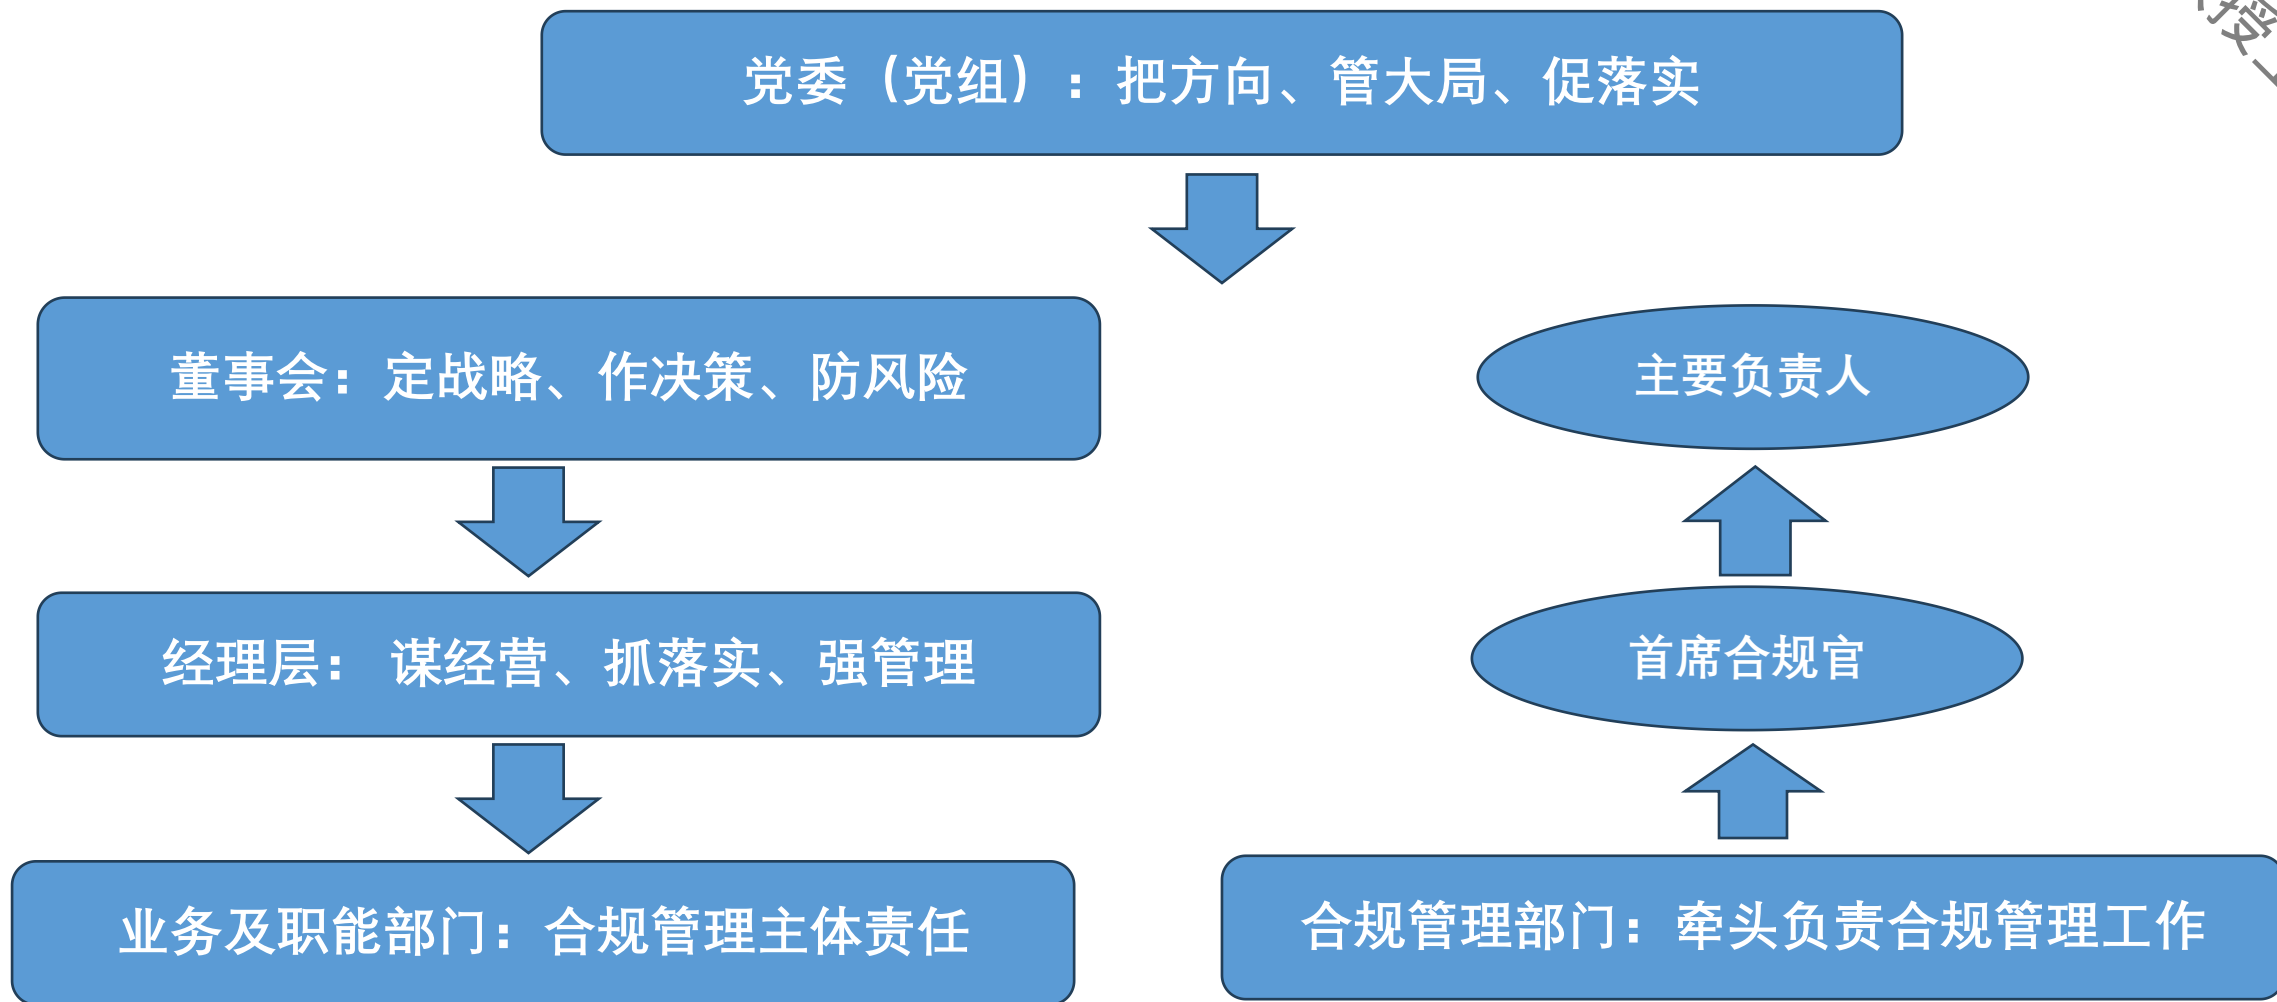 党委（党组）：把方向、管大局、促落实
董事会：定战略、作决策、防风险
主要负责人
经理层： 谋经营、抓落实、强管理
首席合规官
业务及职能部门：合规管理主体责任
合规管理部门：牵头负责合规管理工作
授